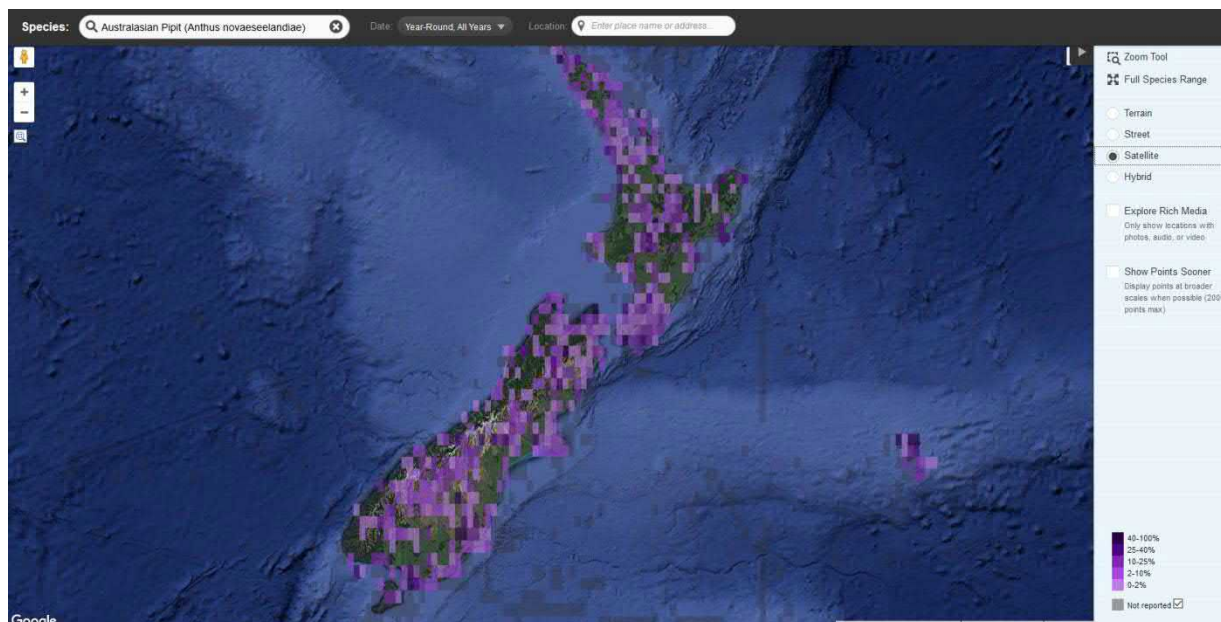 Species: Australasian Pipit (Anthus novaeseelandiae) Date: Year-Round, All Years Location: Enter place name or address...
Zoom Tool
Full Species Range
Terrain
Street
Satellite
Hybrid
Explore Rich Media
Only show locations with
photos, audio, or video
Show Points Sooner
Display points at broader
scales when possible (200
points max)
40-100%
25-40%
10-25%
2-10%
0-2%
Not reported
Google